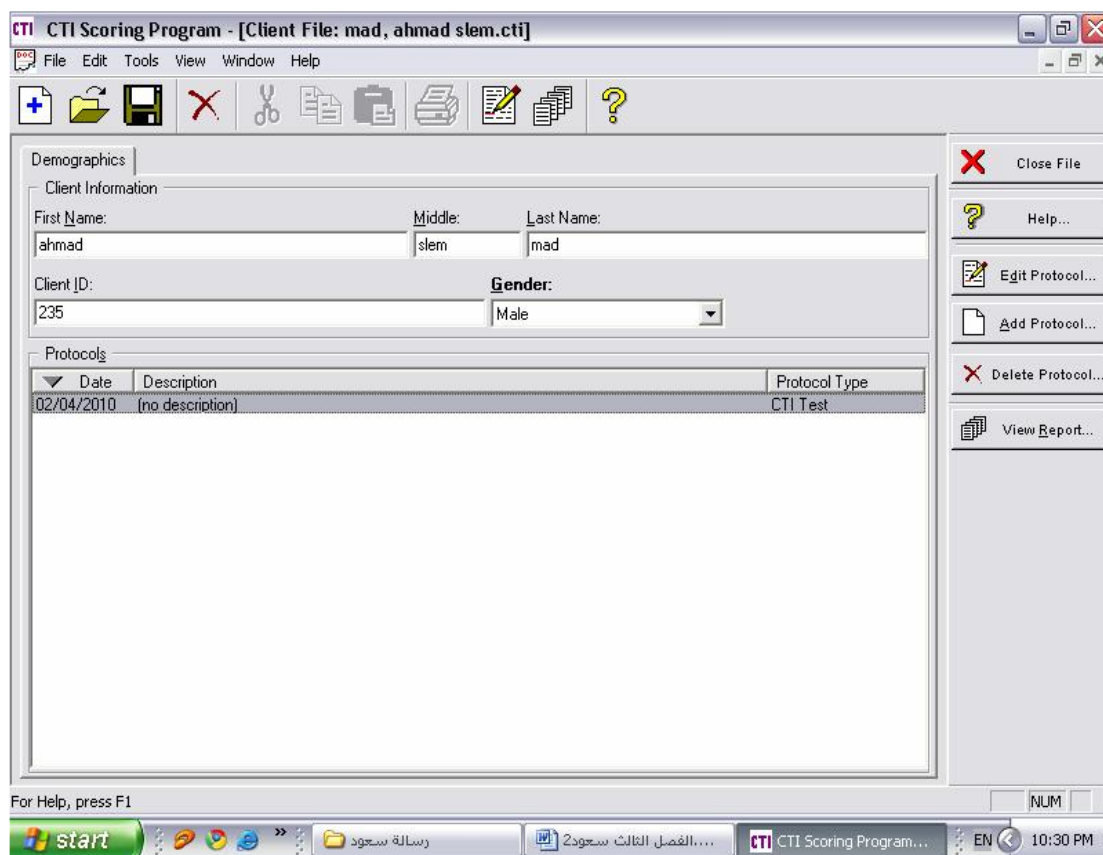 CTI CTI Scoring Program - [Client File: mad, ahmad slem.cti]
File Edit Tools View Window Help
Demographics
Client Information
First Name: Middle: Last Name:
ahmad slem mad
Client ID: Gender:
235 Male
Protocols
Date Description Protocol Type
02/04/2010 (no description) CTI Test
Close File
Help...
Edit Protocol...
Add Protocol...
Delete Protocol...
View Report...
For Help, press F1 NUM
start » رسالة سعود الفصل الثالث سعود2.... CTI CTI Scoring Program... EN 10:30 PM